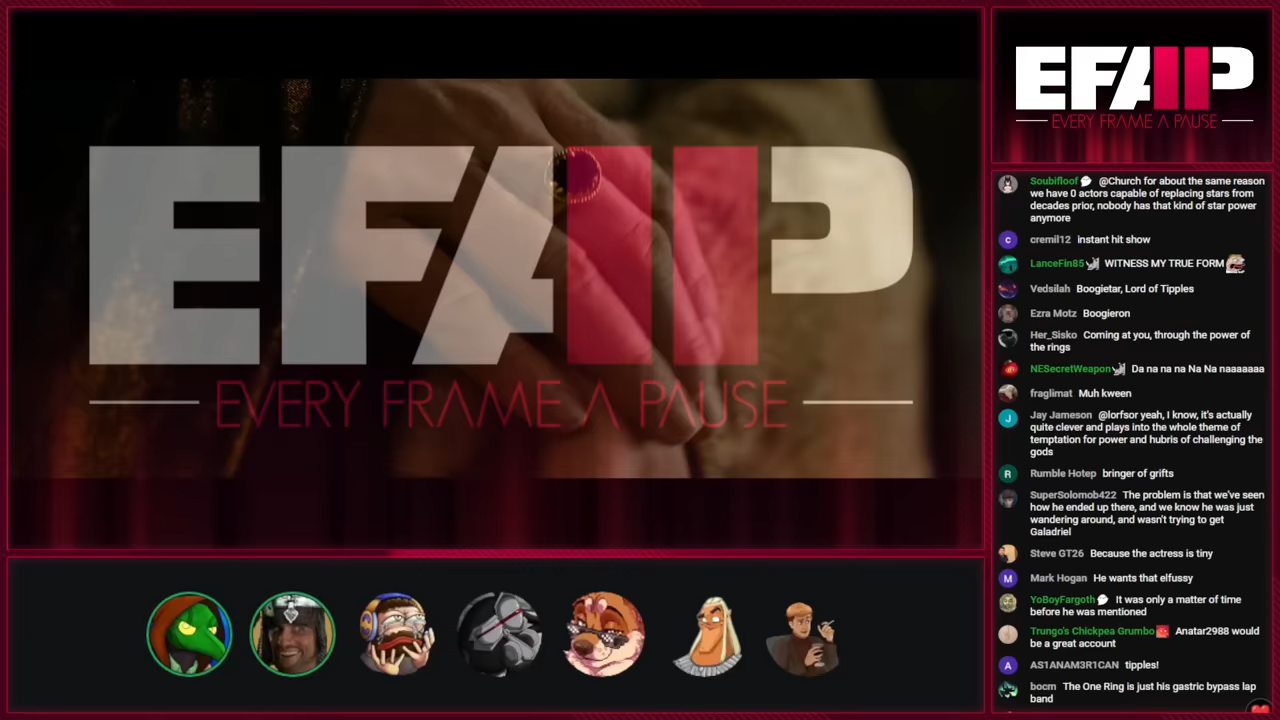 EFAP
EVERY FRAME A PAUSE
EFAP
EVERY FRAME A PAUSE
Soubifloof @Church for about the same reason
we have 0 actors capable of replacing stars from
decades prior, nobody has that kind of star power
anymore
cremil12 instant hit show
LanceFin85 WITNESS MY TRUE FORM
Vedsilah Boogietar, Lord of Tipples
Ezra Motz Boogieron
Her_Sisko Coming at you, through the power of
the rings
NESecretWeapon Da na na na Na Na naaaaaaa
fraglimat Muh kween
J
Jay Jameson @lorfsor yeah, I know, it's actually
quite clever and plays into the whole theme of
temptation for power and hubris of challenging the
gods
R
Rumble Hotep bringer of grifts
SuperSolomob422 The problem is that we've seen
how he ended up there, and we know he was just
wandering around, and wasn't trying to get
Galadriel
Steve GT26 Because the actress is tiny
M
Mark Hogan He wants that elfussy
YoBoyFargoth It was only a matter of time
before he was mentioned
Trungo's Chickpea Grumbo Anatar2988 would
be a great account
A
AS1ANAM3R1CAN tipples!
bocm The One Ring is just his gastric bypass lap
band